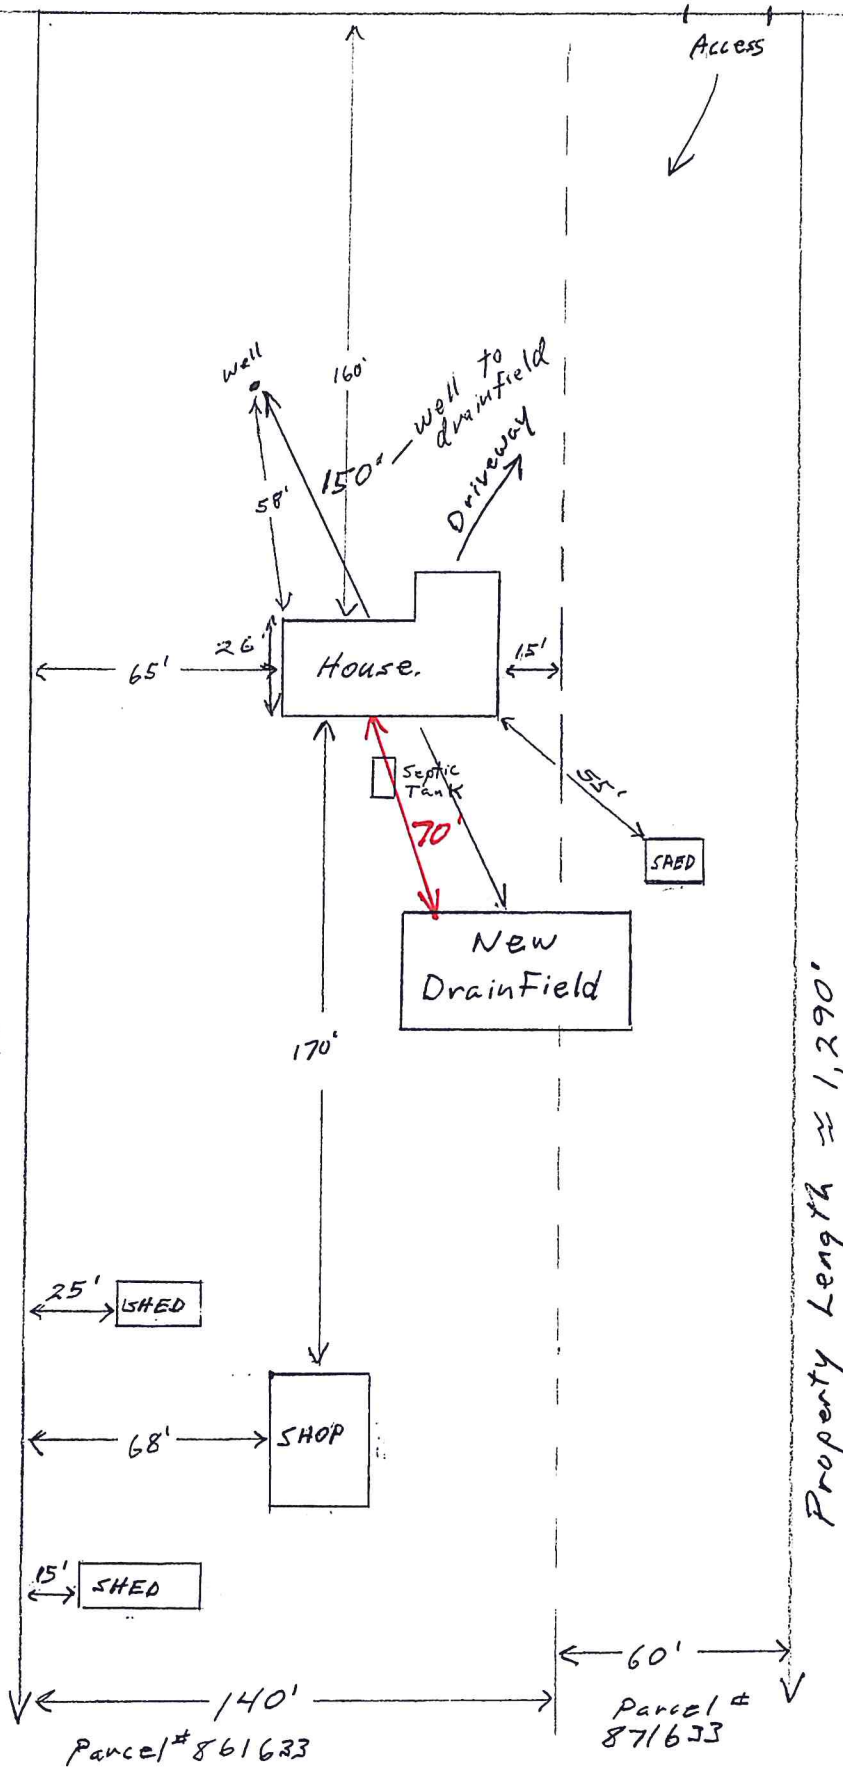 Access
well
160'
well to
drainfield
150'
58'
Driveway
26'
65'
House.
15'
Septic
Tank
70'
55'
SHED
New
DrainField
170'
Property Length ≈ 1,290'
25'
SHED
68'
SHOP
15'
SHED
60'
140'
Parcel #
871633
Parcel # 861633